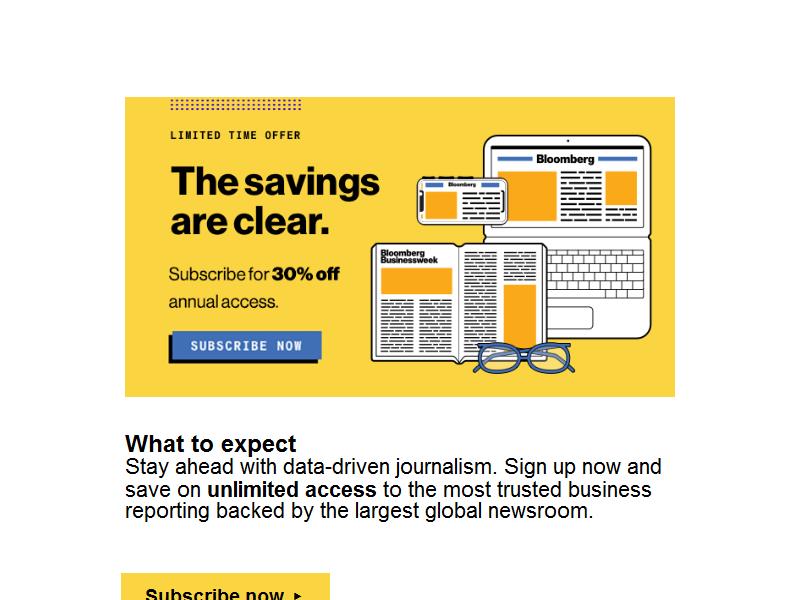 LIMITED TIME OFFER
The savings
are clear.
Subscribe for 30% off
annual access.
SUBSCRIBE NOW
Bloomberg
Bloomberg
Bloomberg
Businessweek
What to expect
Stay ahead with data-driven journalism. Sign up now and
save on unlimited access to the most trusted business
reporting backed by the largest global newsroom.
Subscribe now ▸